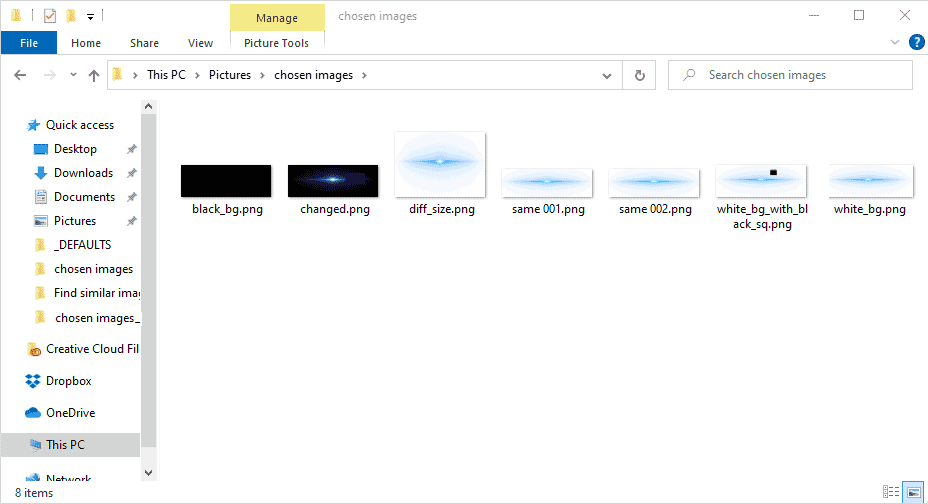 Manage
chosen images
File
Home
Share
View
Picture Tools
?
This PC
Pictures
chosen images
Search chosen images
Quick access
Desktop
Downloads
Documents
Pictures
_DEFAULTS
chosen images
Find similar imag
chosen images_
Creative Cloud Fil
Dropbox
OneDrive
This PC
Network
black_bg.png
changed.png
diff_size.png
same 001.png
same 002.png
white_bg_with_bl
ack_sq.png
white_bg.png
8 items